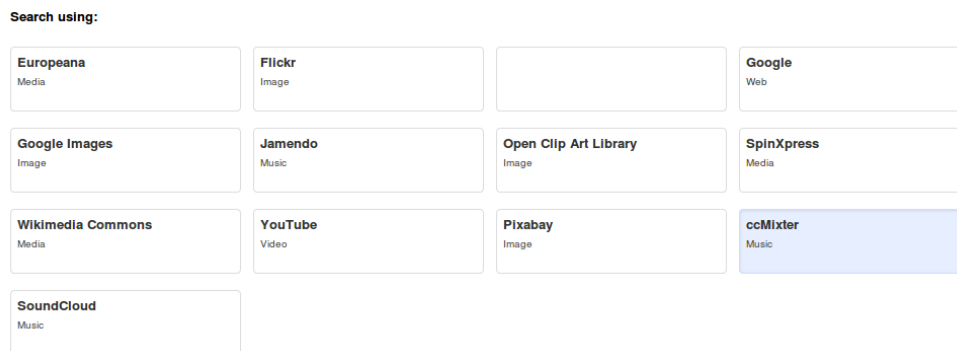 Search using:
Europeana
Media
Flickr
Image
Google
Web
Google Images
Image
Jamendo
Music
Open Clip Art Library
Image
SpinXpress
Media
Wikimedia Commons
Media
YouTube
Video
Pixabay
Image
ccMixter
Music
SoundCloud
Music